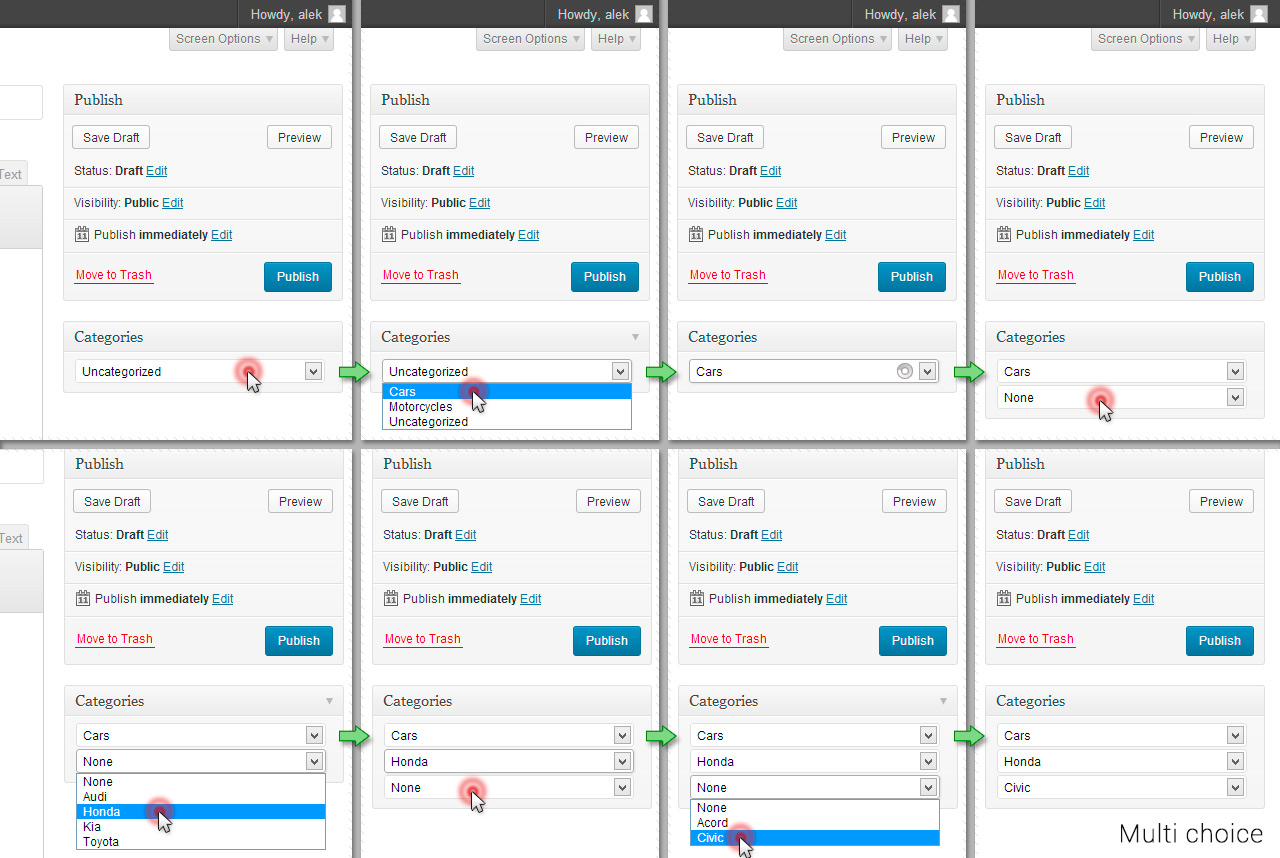 Howdy, alek
Screen Options Help
Text
Publish
Save Draft Preview
Status: Draft Edit
Visibility: Public Edit
11 Publish immediately Edit
Move to Trash Publish
Categories
Uncategorized
Howdy, alek
Screen Options Help
Publish
Save Draft Preview
Status: Draft Edit
Visibility: Public Edit
11 Publish immediately Edit
Move to Trash Publish
Categories
Uncategorized
Cars
Motorcycles
Uncategorized
Howdy, alek
Screen Options Help
Publish
Save Draft Preview
Status: Draft Edit
Visibility: Public Edit
11 Publish immediately Edit
Move to Trash Publish
Categories
Cars
Howdy, alek
Screen Options Help
Publish
Save Draft Preview
Status: Draft Edit
Visibility: Public Edit
11 Publish immediately Edit
Move to Trash Publish
Categories
Cars
None
Text
Publish
Save Draft Preview
Status: Draft Edit
Visibility: Public Edit
11 Publish immediately Edit
Move to Trash Publish
Categories
Cars
None
None
Audi
Honda
Kia
Toyota
Publish
Save Draft Preview
Status: Draft Edit
Visibility: Public Edit
11 Publish immediately Edit
Move to Trash Publish
Categories
Cars
Honda
None
Publish
Save Draft Preview
Status: Draft Edit
Visibility: Public Edit
11 Publish immediately Edit
Move to Trash Publish
Categories
Cars
Honda
None
None
Acord
Civic
Publish
Save Draft Preview
Status: Draft Edit
Visibility: Public Edit
11 Publish immediately Edit
Move to Trash Publish
Categories
Cars
Honda
Civic
Multi choice